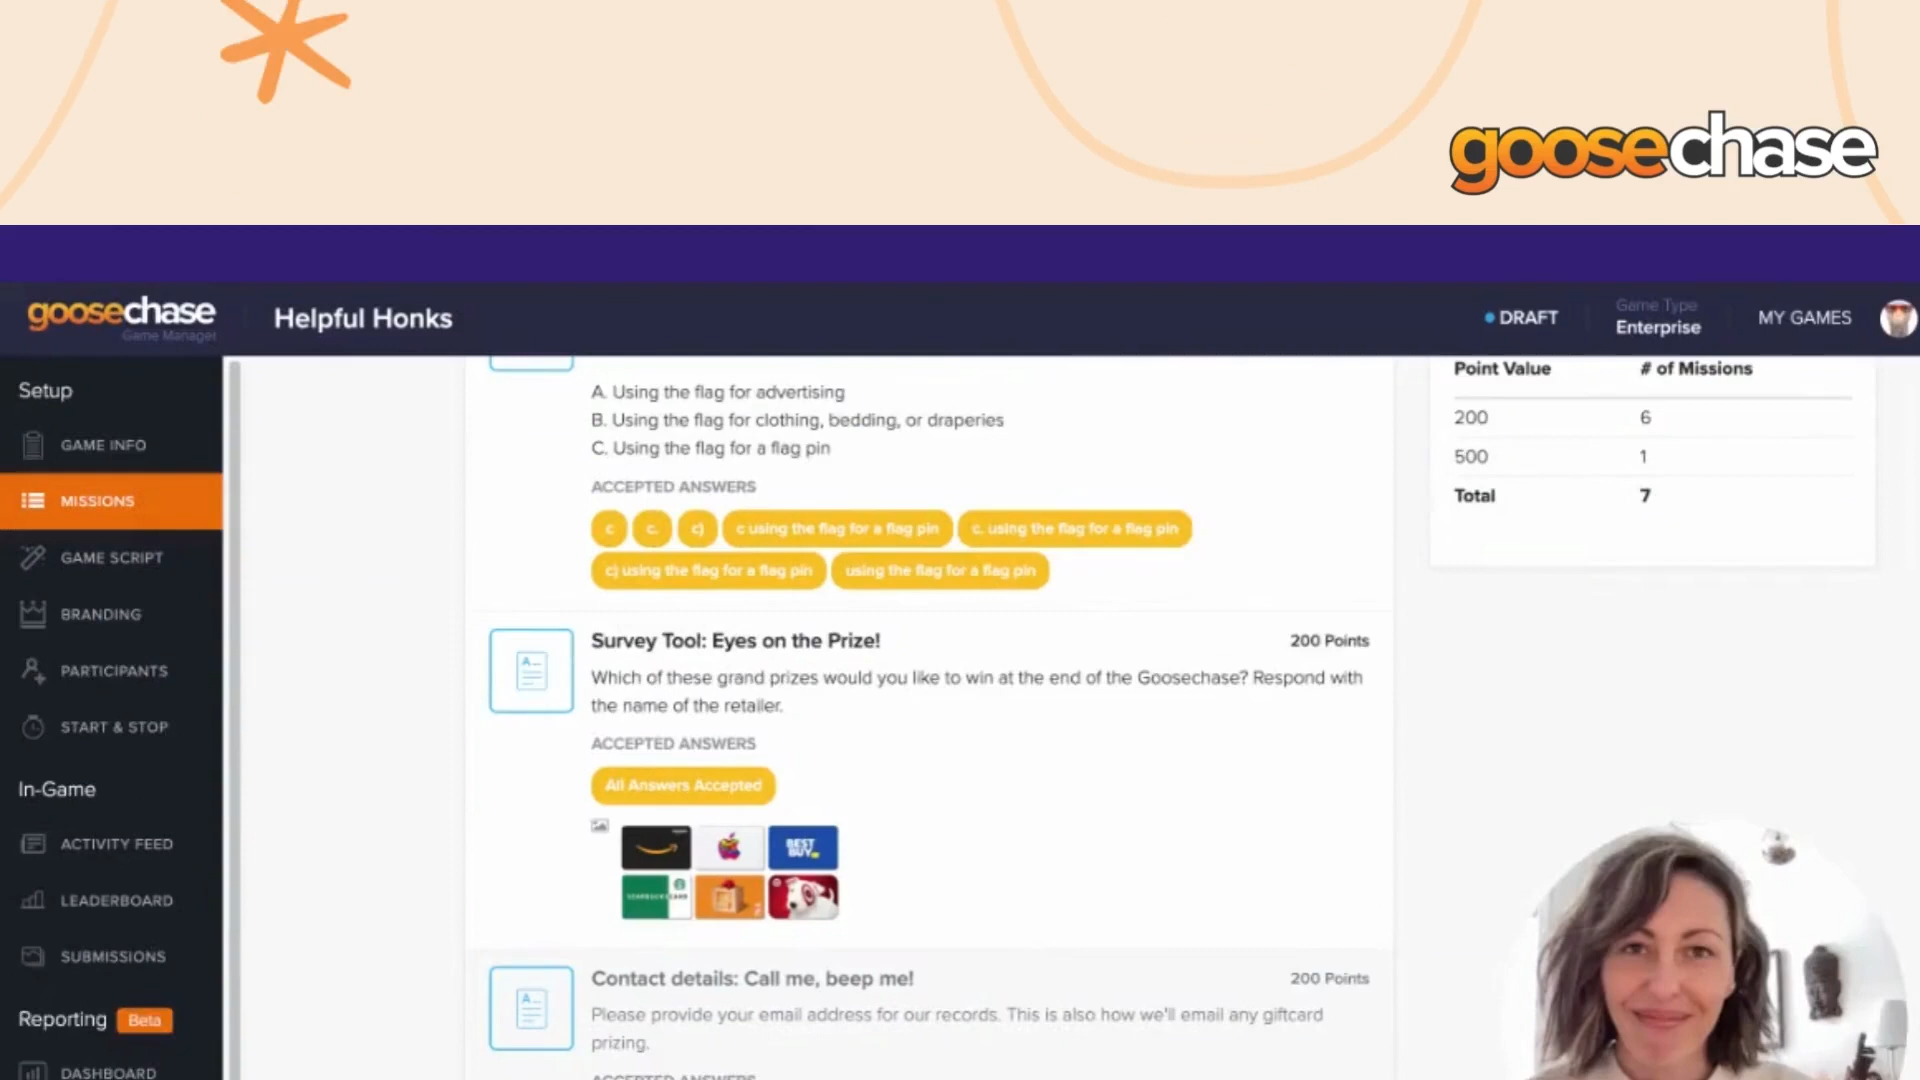 goosechase
goosechase
Game Manager
Helpful Honks
DRAFT
Game Type
Enterprise
MY GAMES
Setup
GAME INFO
MISSIONS
GAME SCRIPT
BRANDING
PARTICIPANTS
START & STOP
In-Game
ACTIVITY FEED
LEADERBOARD
SUBMISSIONS
Reporting Beta
DASHBOARD
A. Using the flag for advertising
B. Using the flag for clothing, bedding, or draperies
C. Using the flag for a flag pin
ACCEPTED ANSWERS
c c. c) c using the flag for a flag pin c. using the flag for a flag pin
c) using the flag for a flag pin using the flag for a flag pin
Survey Tool: Eyes on the Prize! 200 Points
Which of these grand prizes would you like to win at the end of the Goosechase? Respond with
the name of the retailer.
ACCEPTED ANSWERS
All Answers Accepted
BEST
BUY
Contact details: Call me, beep me! 200 Points
Please provide your email address for our records. This is also how we'll email any giftcard
prizing.
ACCEPTED ANSWERS
Point Value # of Missions
200 6
500 1
Total 7